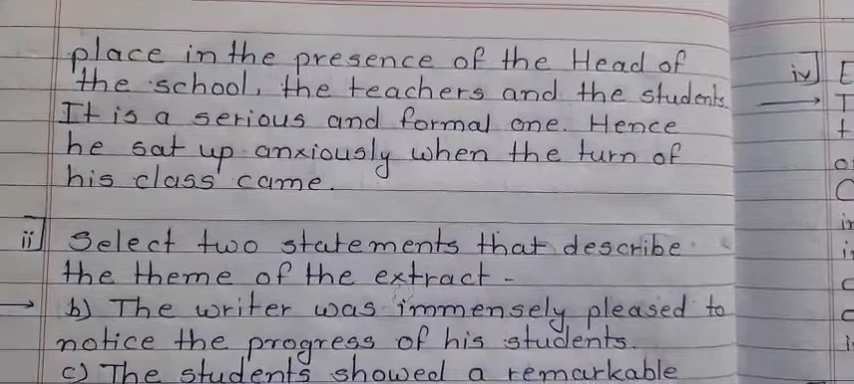 place in the presence of the Head of
the school, the teachers and the students
It is a serious and formal one. Hence
he sat up anxiously when the turn of
his class came.
ii] Select two statements that describe
the theme of the extract -
→ b) The writer was immensely pleased to
notice the progress of his students.
c) The students showed a remarkable
iv]
→